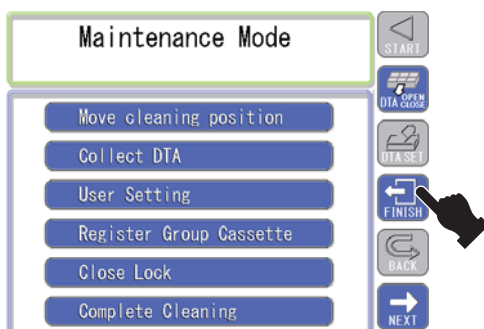 Maintenance Mode
Move cleaning position
Collect DTA
User Setting
Register Group Cassette
Close Lock
Complete Cleaning
START
DTA OPEN
CLOSE
DTA SET
FINISH
BACK
NEXT